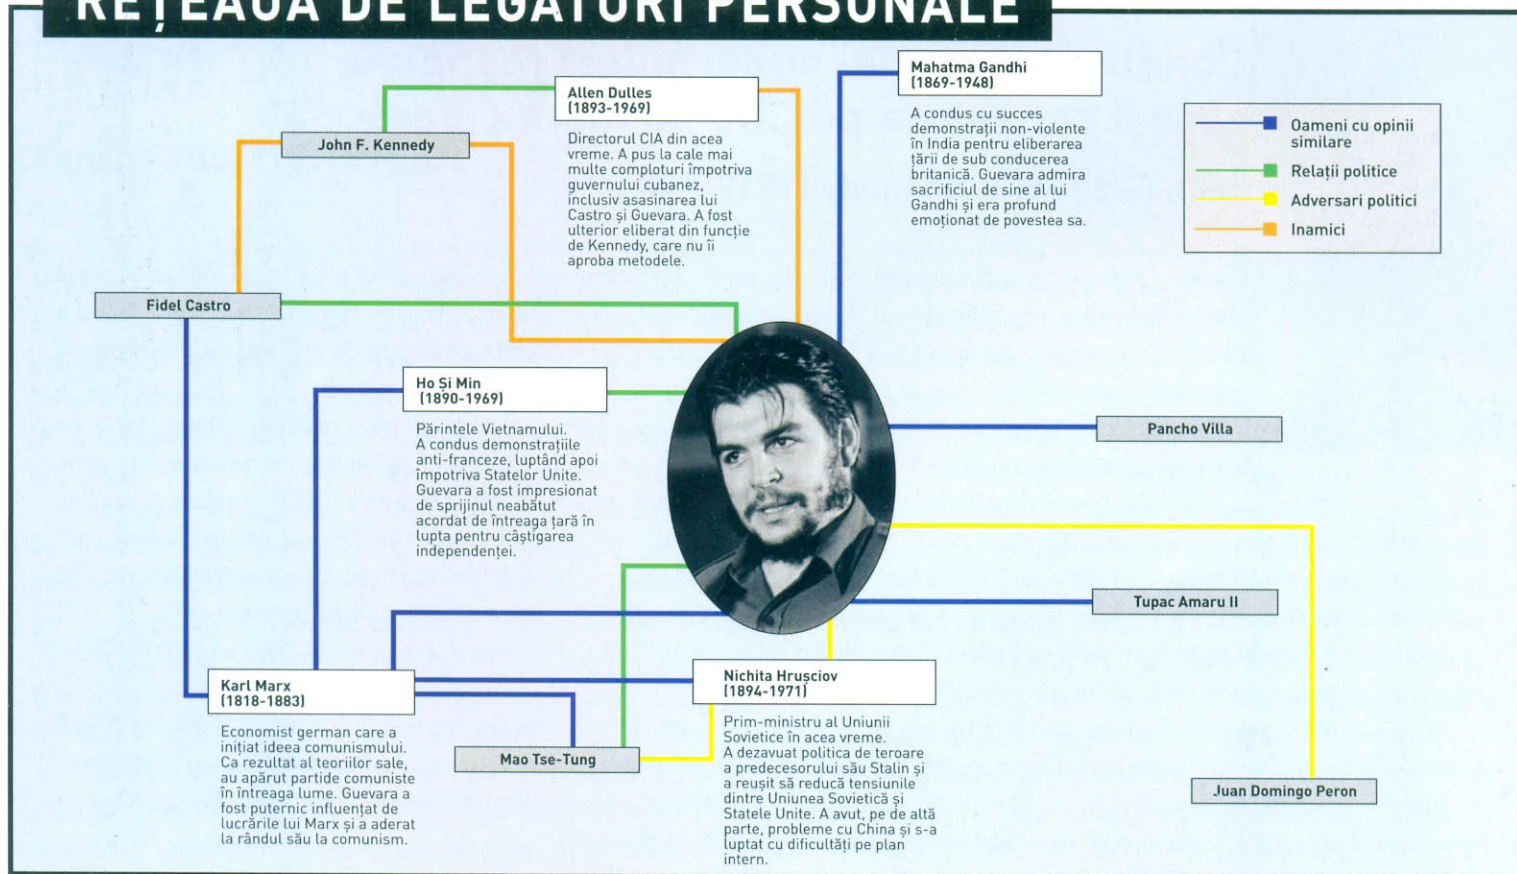 REȚEAUA DE LEGĂTURI PERSONALE
Mahatma Gandhi
(1869-1948)
A condus cu succes
demonstrații non-violente
în India pentru eliberarea
țării de sub conducerea
britanică. Guevara admira
sacrificiul de sine al lui
Gandhi și era profund
emoționat de povestea sa.
Oameni cu opinii
similare
Relații politice
Adversari politici
Inamici
Allen Dulles
(1893-1969)
Directorul CIA din acea
vreme. A pus la cale mai
multe comploturi împotriva
guvernului cubanez,
inclusiv asasinarea lui
Castro și Guevara. A fost
ulterior eliberat din funcție
de Kennedy, care nu îi
aproba metodele.
John F. Kennedy
Fidel Castro
Ho Și Min
(1890-1969)
Părintele Vietnamului.
A condus demonstrațiile
anti-franceze, luptând apoi
împotriva Statelor Unite.
Guevara a fost impresionat
de sprijinul neabătut
acordat de întreaga țară în
lupta pentru câștigarea
independenței.
Pancho Villa
Tupac Amaru II
Karl Marx
(1818-1883)
Economist german care a
inițiat ideea comunismului.
Ca rezultat al teoriilor sale,
au apărut partide comuniste
în întreaga lume. Guevara a
fost puternic influențat de
lucrările lui Marx și a aderat
la rândul său la comunism.
Mao Tse-Tung
Nichita Hrușciov
(1894-1971)
Prim-ministru al Uniunii
Sovietice în acea vreme.
A dezavuat politica de teroare
a predecesorului său Stalin și
a reușit să reducă tensiunile
dintre Uniunea Sovietică și
Statele Unite. A avut, pe de altă
parte, probleme cu China și s-a
luptat cu dificultăți pe plan
intern.
Juan Domingo Peron